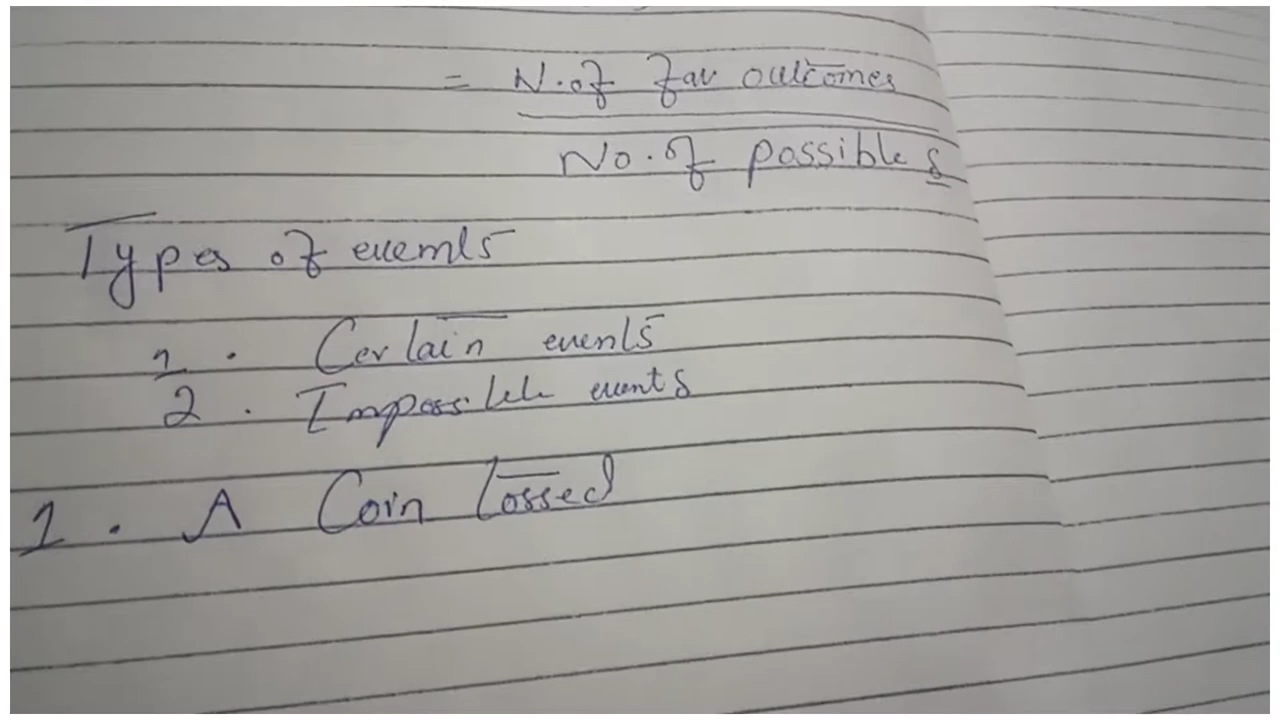 = N. of fav outcomes
No. of possible s
Types of events
1. Certain events
2. Impossible events
1. A Coin tossed